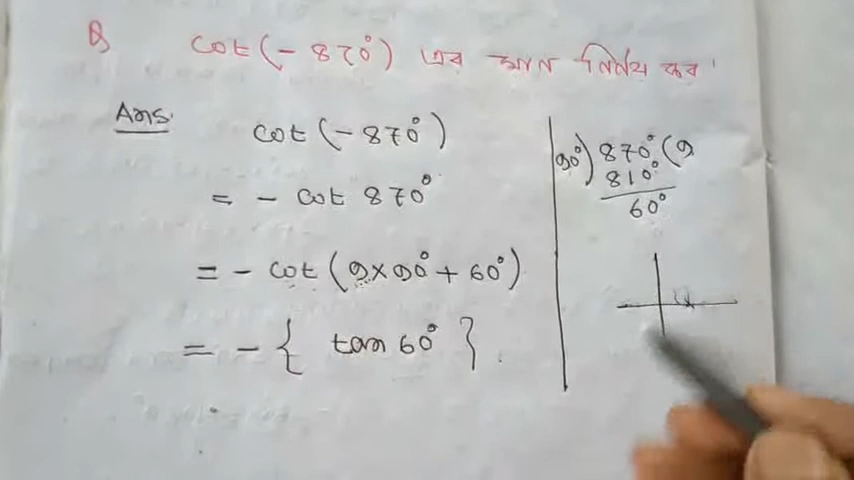 Q cot (- 870°) এর মান নির্ণয় কর।
Ans.
cot (- 870°)
= - cot 870°
= - cot (9×90° + 60°)
= - { tan 60° }
90°) 870° (9
810°
60°